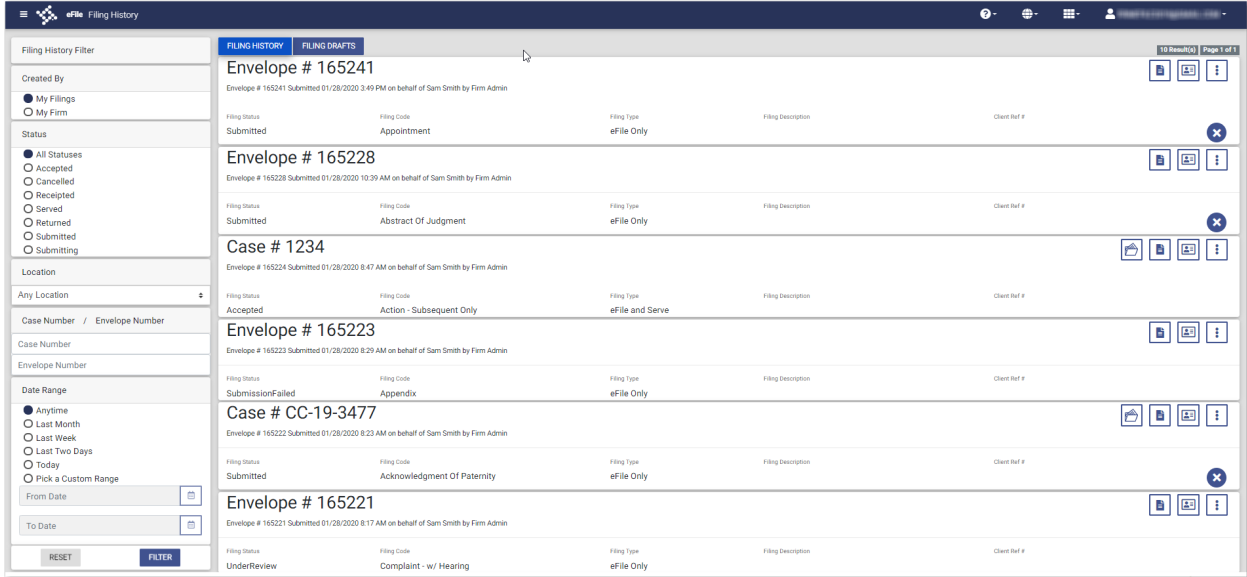 eFile Filing History
Filing History Filter
Created By
My Filings
My Firm
Status
All Statuses
Accepted
Cancelled
Receipted
Served
Returned
Submitted
Submitting
Location
Any Location
Case Number / Envelope Number
Case Number
Envelope Number
Date Range
Anytime
Last Month
Last Week
Last Two Days
Today
Pick a Custom Range
From Date
To Date
RESET FILTER
FILING HISTORY FILING DRAFTS
10 Result(s) Page 1 of 1
Envelope # 165241
Envelope # 165241 Submitted 01/28/2020 3:49 PM on behalf of Sam Smith by Firm Admin
Filing Status Filing Code Filing Type Filing Description Client Ref #
Submitted Appointment eFile Only
Envelope # 165228
Envelope # 165228 Submitted 01/28/2020 10:39 AM on behalf of Sam Smith by Firm Admin
Filing Status Filing Code Filing Type Filing Description Client Ref #
Submitted Abstract Of Judgment eFile Only
Case # 1234
Envelope # 165224 Submitted 01/28/2020 8:47 AM on behalf of Sam Smith by Firm Admin
Filing Status Filing Code Filing Type Filing Description Client Ref #
Accepted Action - Subsequent Only eFile and Serve
Envelope # 165223
Envelope # 165223 Submitted 01/28/2020 8:29 AM on behalf of Sam Smith by Firm Admin
Filing Status Filing Code Filing Type Filing Description Client Ref #
SubmissionFailed Appendix eFile Only
Case # CC-19-3477
Envelope # 165222 Submitted 01/28/2020 8:23 AM on behalf of Sam Smith by Firm Admin
Filing Status Filing Code Filing Type Filing Description Client Ref #
Submitted Acknowledgment Of Paternity eFile Only
Envelope # 165221
Envelope # 165221 Submitted 01/28/2020 8:17 AM on behalf of Sam Smith by Firm Admin
Filing Status Filing Code Filing Type Filing Description Client Ref #
UnderReview Complaint - w/ Hearing eFile Only